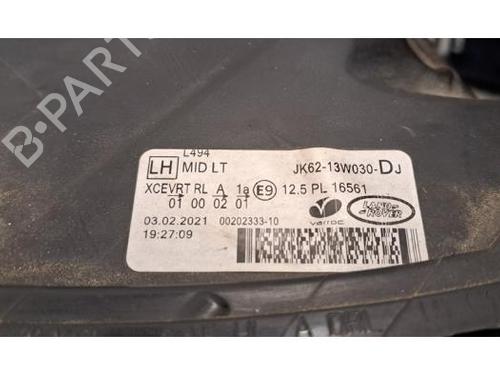 L494
LH MID LT JK62-13W030-DJ
XCEVRT RL A 1a E9 12.5 PL 16561
01 00 02 01
03.02.2021 00202333-10
19:27:09
varroc
LAND ROVER
B-PARTS